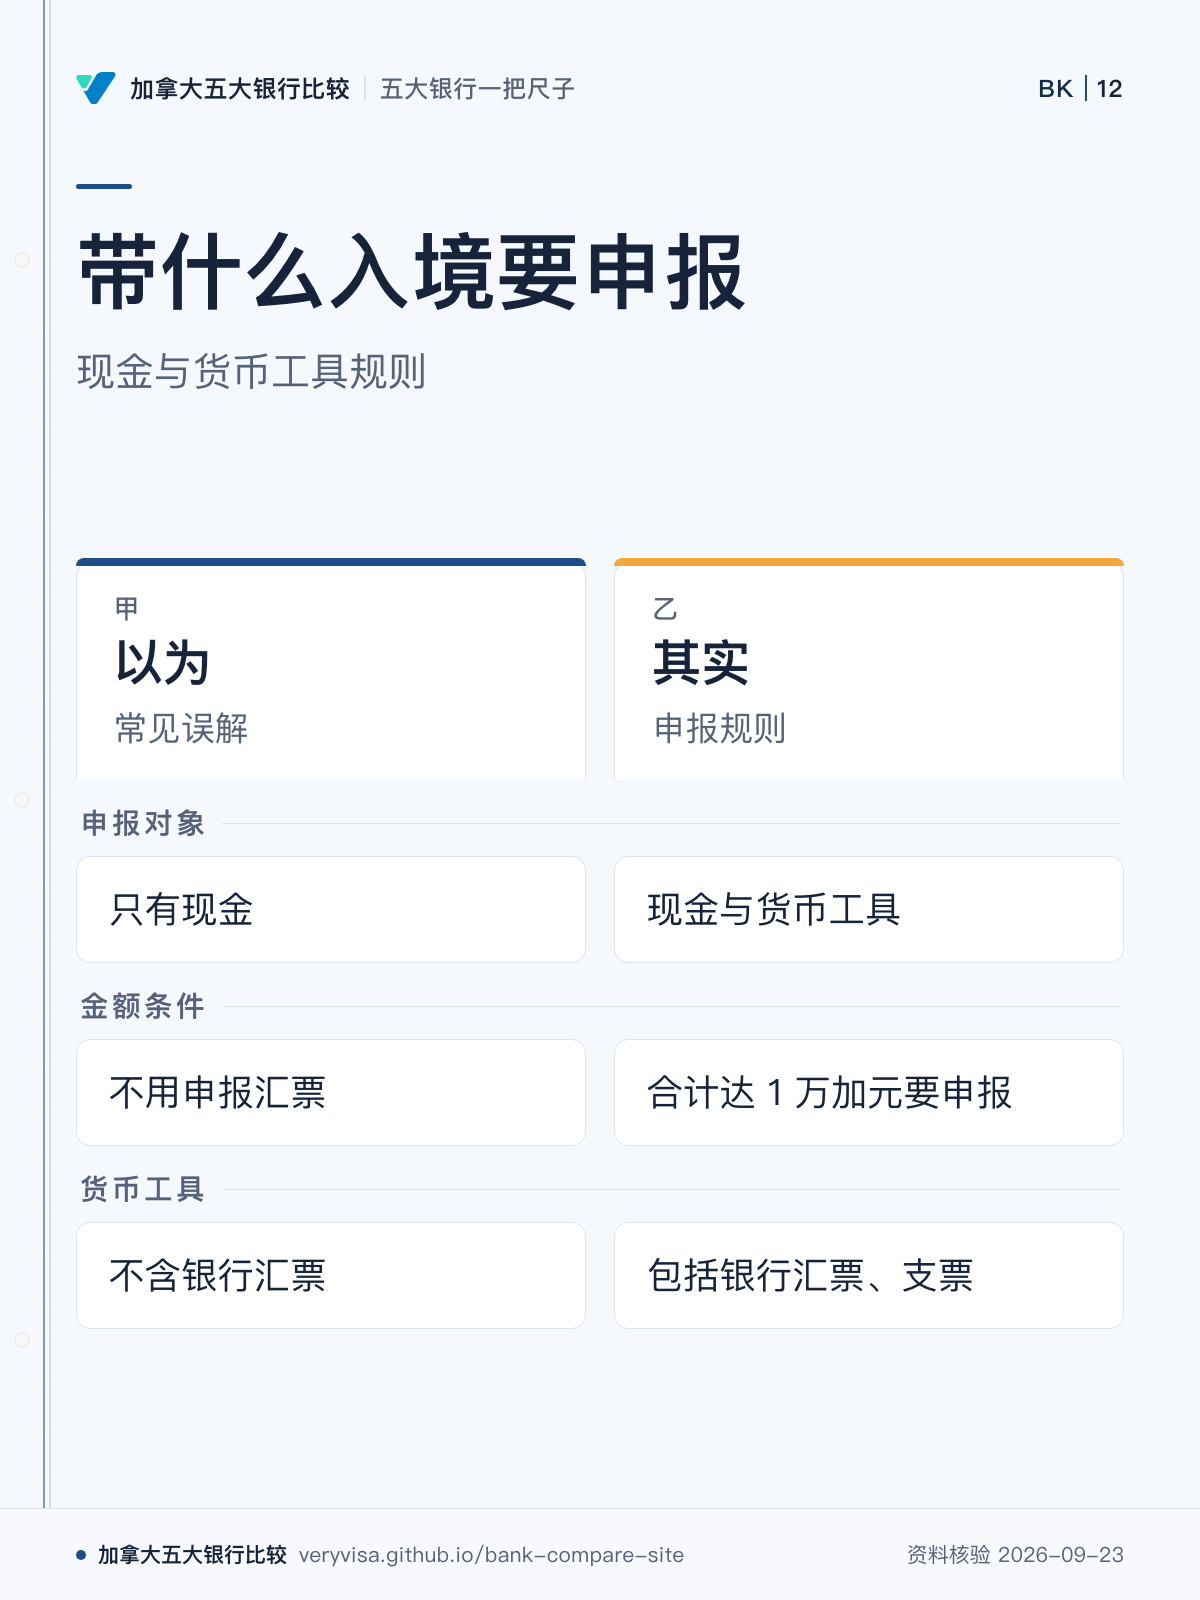 加拿大五大银行比较 五大银行一把尺子 BK 12
带什么入境要申报
现金与货币工具规则
甲 乙
以为 其实
常见误解 申报规则
申报对象
只有现金 现金与货币工具
金额条件
不用申报汇票 合计达 1 万加元要申报
货币工具
不含银行汇票 包括银行汇票、支票
加拿大五大银行比较 veryvisa.github.io/bank-compare-site 资料核验 2026-09-23